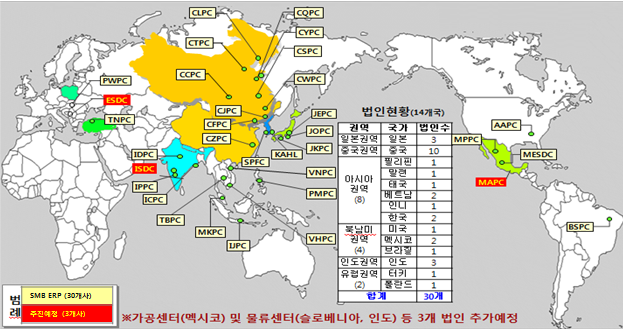 CLPC
CQPC
CTPC
CYPC
CSPC
CCPC
CWPC
PWPC
ESDC
TNPC
CJPC
CFPC
CZPC
JEPC
JOPC
JKPC
KAHL
SPFC
IDPC
ISDC
IPPC
ICPC
VNPC
PMPC
TBPC
MKPC
IJPC
VHPC
AAPC
MPPC
MESDC
MAPC
BSPC
법인현황(14개국)
권역 국가 법인수
일본권역 일본 3
중국권역 중국 10
아시아 권역 (8) 필리핀 1
말련 1
태국 1
베트남 2
인니 1
한국 2
북남미 권역 (4) 미국 1
멕시코 2
브라질 1
인도권역 인도 3
유럽권역 (2) 터키 1
폴란드 1
합계 30개
범례
SMB ERP (30개사)
추진예정 (3개사)
※가공센터(멕시코) 및 물류센터(슬로베니아, 인도) 등 3개 법인 추가예정